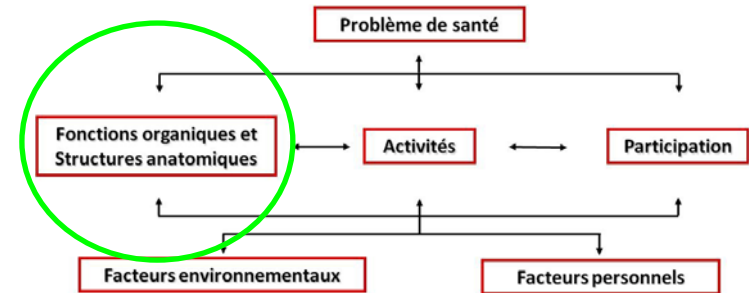 Problème de santé
Fonctions organiques et
Structures anatomiques
Activités
Participation
Facteurs environnementaux
Facteurs personnels